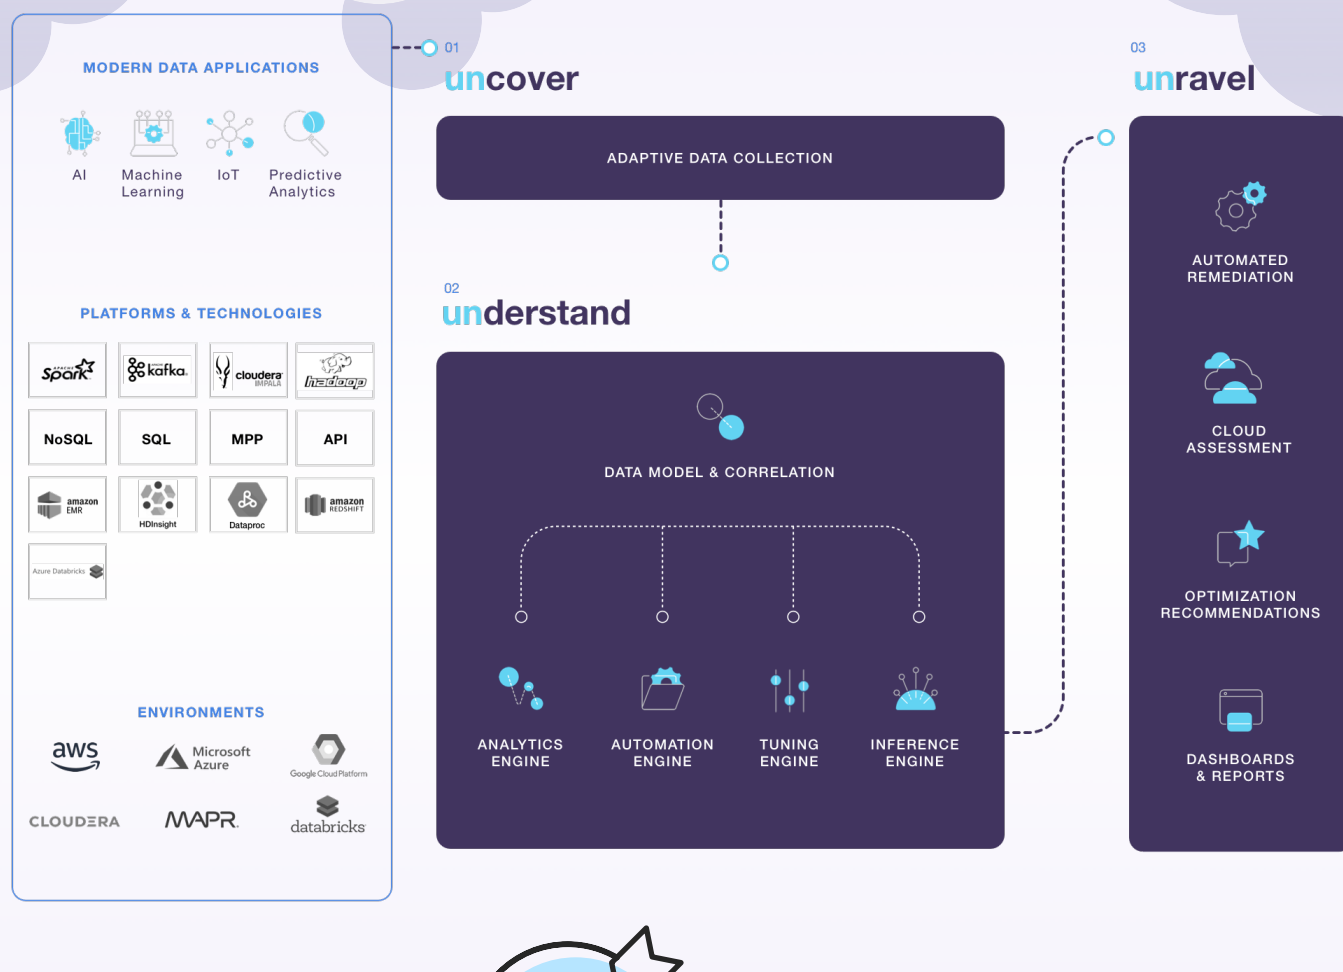 MODERN DATA APPLICATIONS
AI
Machine
Learning
IoT
Predictive
Analytics
PLATFORMS & TECHNOLOGIES
APACHE
Spark
kafka.
cloudera
IMPALA
hadoop
NoSQL
SQL
MPP
API
amazon
EMR
HDInsight
Dataproc
amazon
REDSHIFT
Azure Databricks
ENVIRONMENTS
aws
Microsoft
Azure
Google Cloud Platform
CLOUDERA
MAPR.
databricks
01
uncover
ADAPTIVE DATA COLLECTION
02
understand
DATA MODEL & CORRELATION
ANALYTICS
ENGINE
AUTOMATION
ENGINE
TUNING
ENGINE
INFERENCE
ENGINE
03
unravel
AUTOMATED
REMEDIATION
CLOUD
ASSESSMENT
OPTIMIZATION
RECOMMENDATIONS
DASHBOARDS
& REPORTS